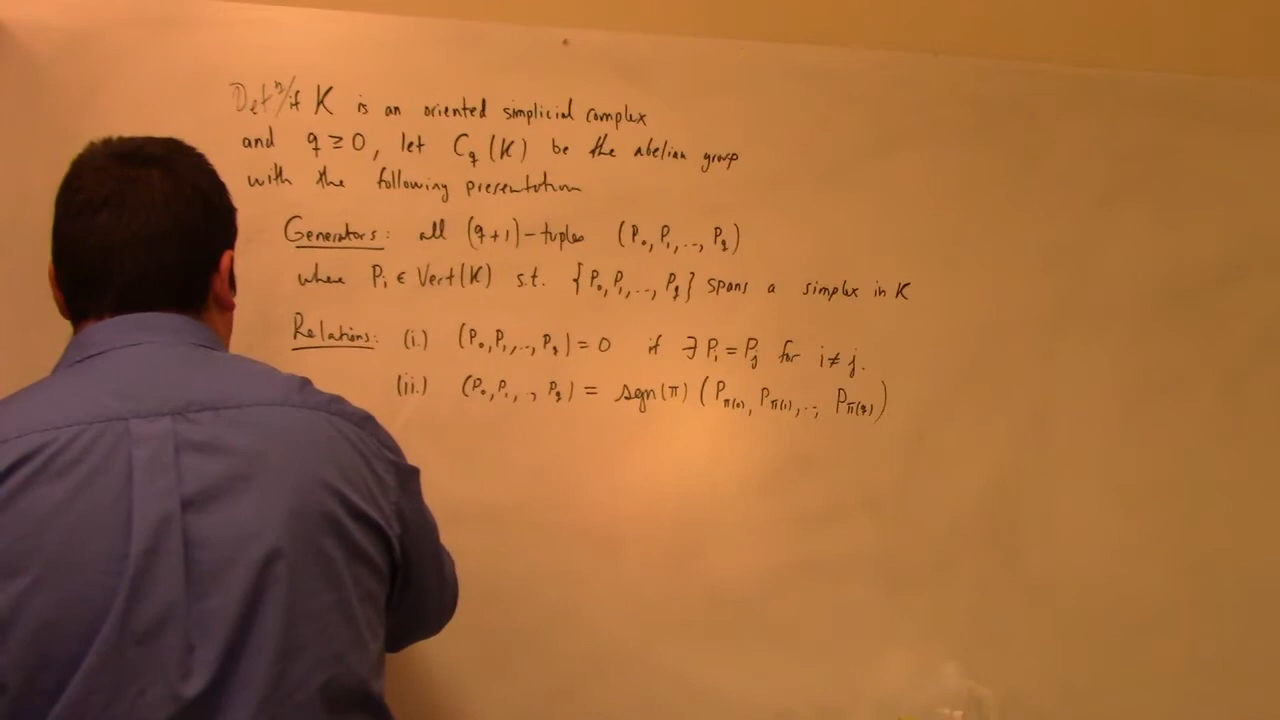 Def'n/ if K is an oriented simplicial complex
and q ≥ 0, let C_q(K) be the abelian group
with the following presentation
Generators: all (q+1)-tuples (P_0, P_1, .., P_q)
where P_i ∈ Vert(K) s.t. {P_0, P_1, .., P_q} spans a simplex in K
Relations: (i.) (P_0, P_1, .., P_q) = 0 if ∃ P_i = P_j for i ≠ j.
(ii.) (P_0, P_1, .., P_q) = sgn(π) (P_π(0), P_π(1), .., P_π(q))